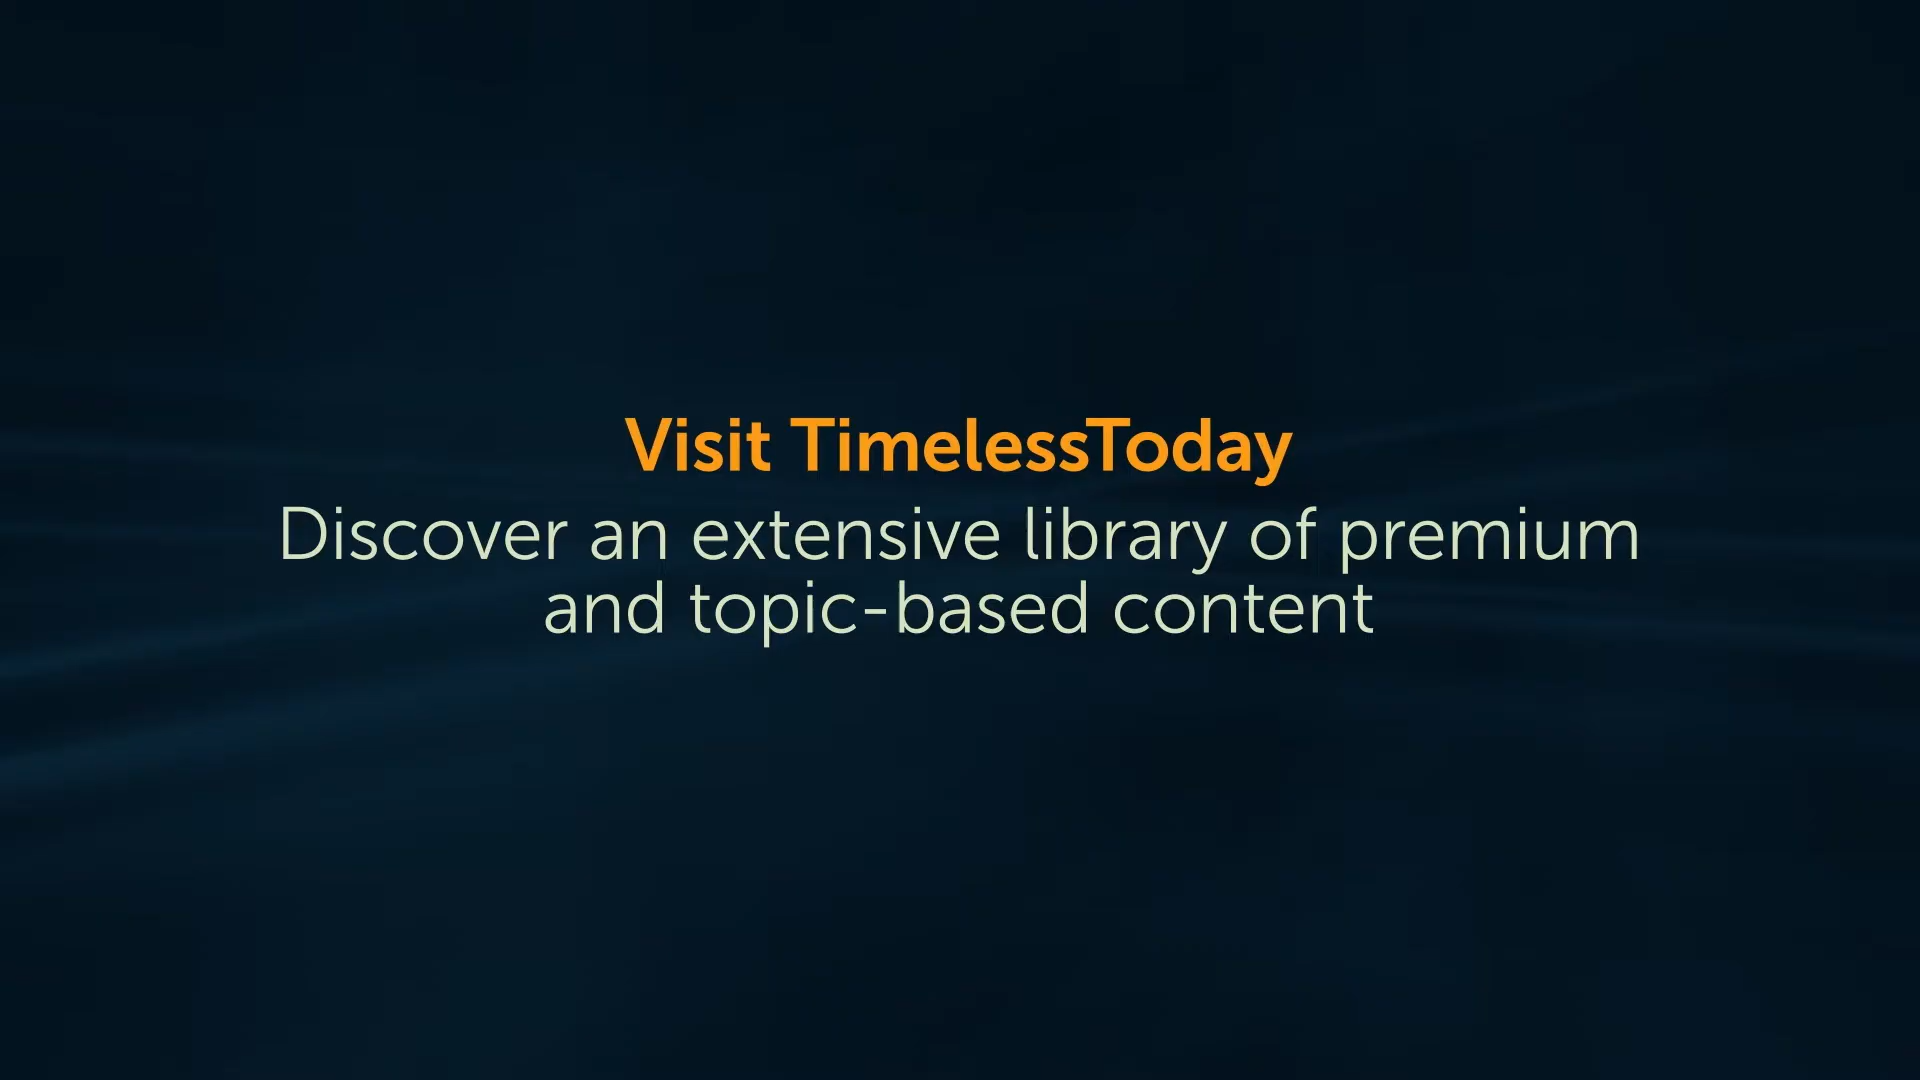 Visit TimelessToday
Discover an extensive library of premium
and topic-based content